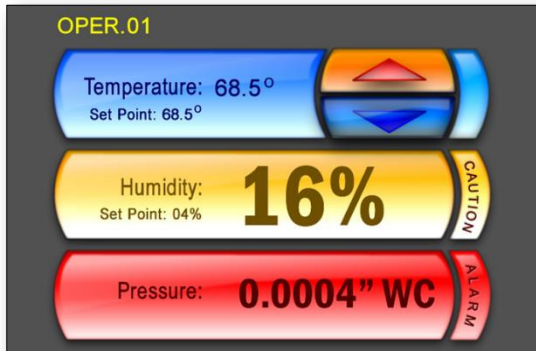 OPER.01
Temperature: 68.5°
Set Point: 68.5°
Humidity: 16%
Set Point: 04%
CAUTION
Pressure: 0.0004” WC
ALARM